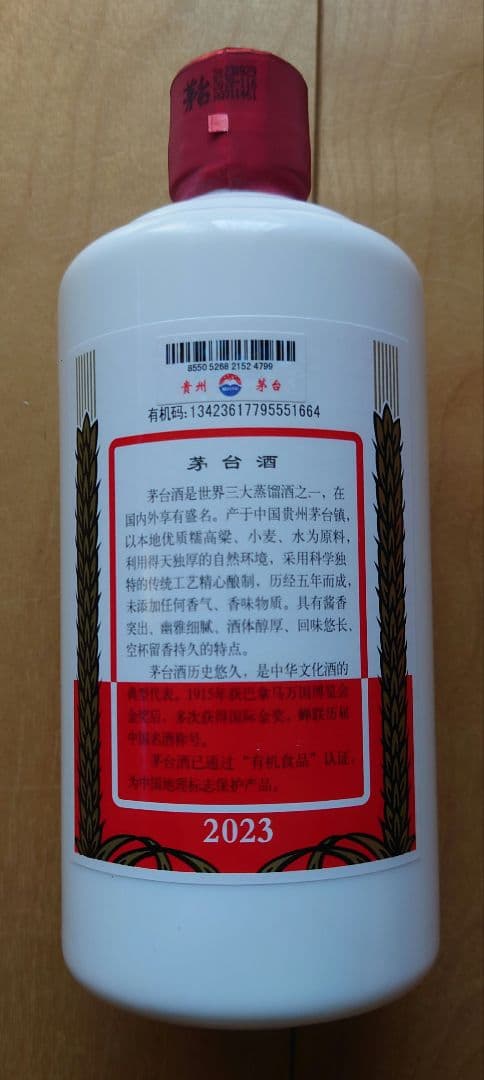 茅台
8550 5268 2152 4799
贵州 茅台
有机码:13423617795551664
茅台酒
茅台酒是世界三大蒸馏酒之一，在
国内外享有盛名。产于中国贵州茅台镇，
以本地优质糯高粱、小麦、水为原料，
利用得天独厚的自然环境，采用科学独
特的传统工艺精心酿制，历经五年而成，
未添加任何香气、香味物质。具有酱香
突出、幽雅细腻、酒体醇厚、回味悠长、
空杯留香持久的特点。
茅台酒历史悠久，是中华文化酒的
典型代表。1915年获巴拿马万国博览会
金奖后，多次获得国际金奖，蝉联历届
中国名酒称号。
茅台酒已通过“有机食品”认证，
为中国地理标志保护产品。
2023